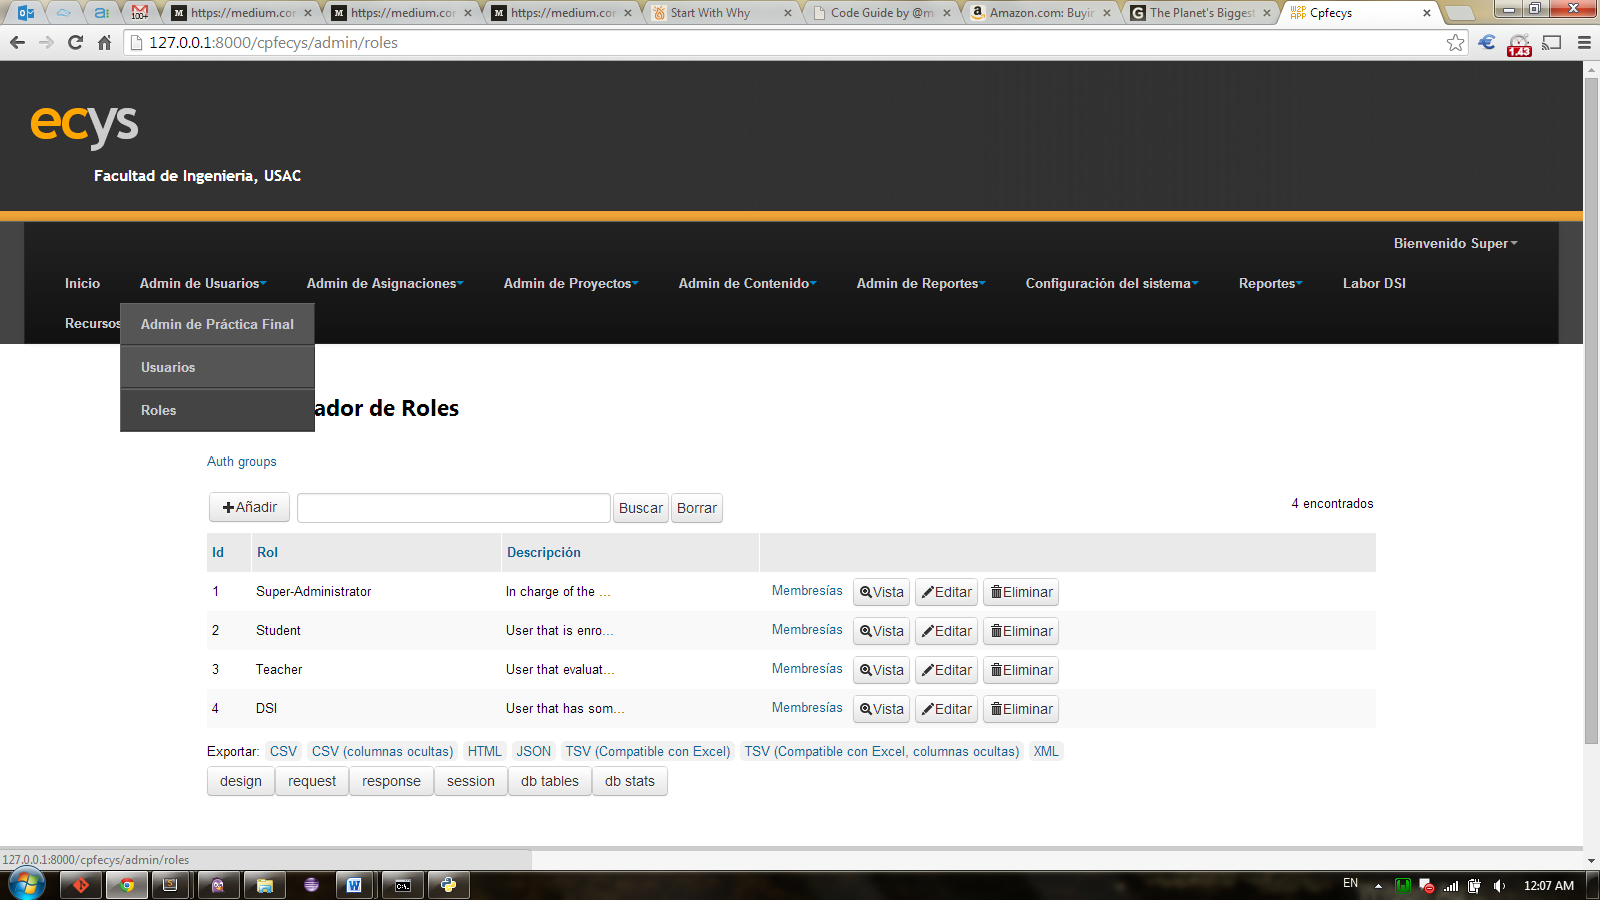 https://medium.cor
https://medium.cor
https://medium.cor
Start With Why
Code Guide by @m
Amazon.com: Buyir
The Planet's Biggest
Cpfecys
127.0.0.1:8000/cpfecys/admin/roles
1.43
ecys
Facultad de Ingenieria, USAC
Bienvenido Super
Inicio
Admin de Usuarios
Admin de Asignaciones
Admin de Proyectos
Admin de Contenido
Admin de Reportes
Configuración del sistema
Reportes
Labor DSI
Recursos
Admin de Práctica Final
Usuarios
Roles
ador de Roles
Auth groups
Añadir
Buscar
Borrar
4 encontrados
Id Rol Descripción
1 Super-Administrator In charge of the ... Membresías Vista Editar Eliminar
2 Student User that is enro... Membresías Vista Editar Eliminar
3 Teacher User that evaluat... Membresías Vista Editar Eliminar
4 DSI User that has som... Membresías Vista Editar Eliminar
Exportar: CSV CSV (columnas ocultas) HTML JSON TSV (Compatible con Excel) TSV (Compatible con Excel, columnas ocultas) XML
design request response session db tables db stats
127.0.0.1:8000/cpfecys/admin/roles
EN
12:07 AM